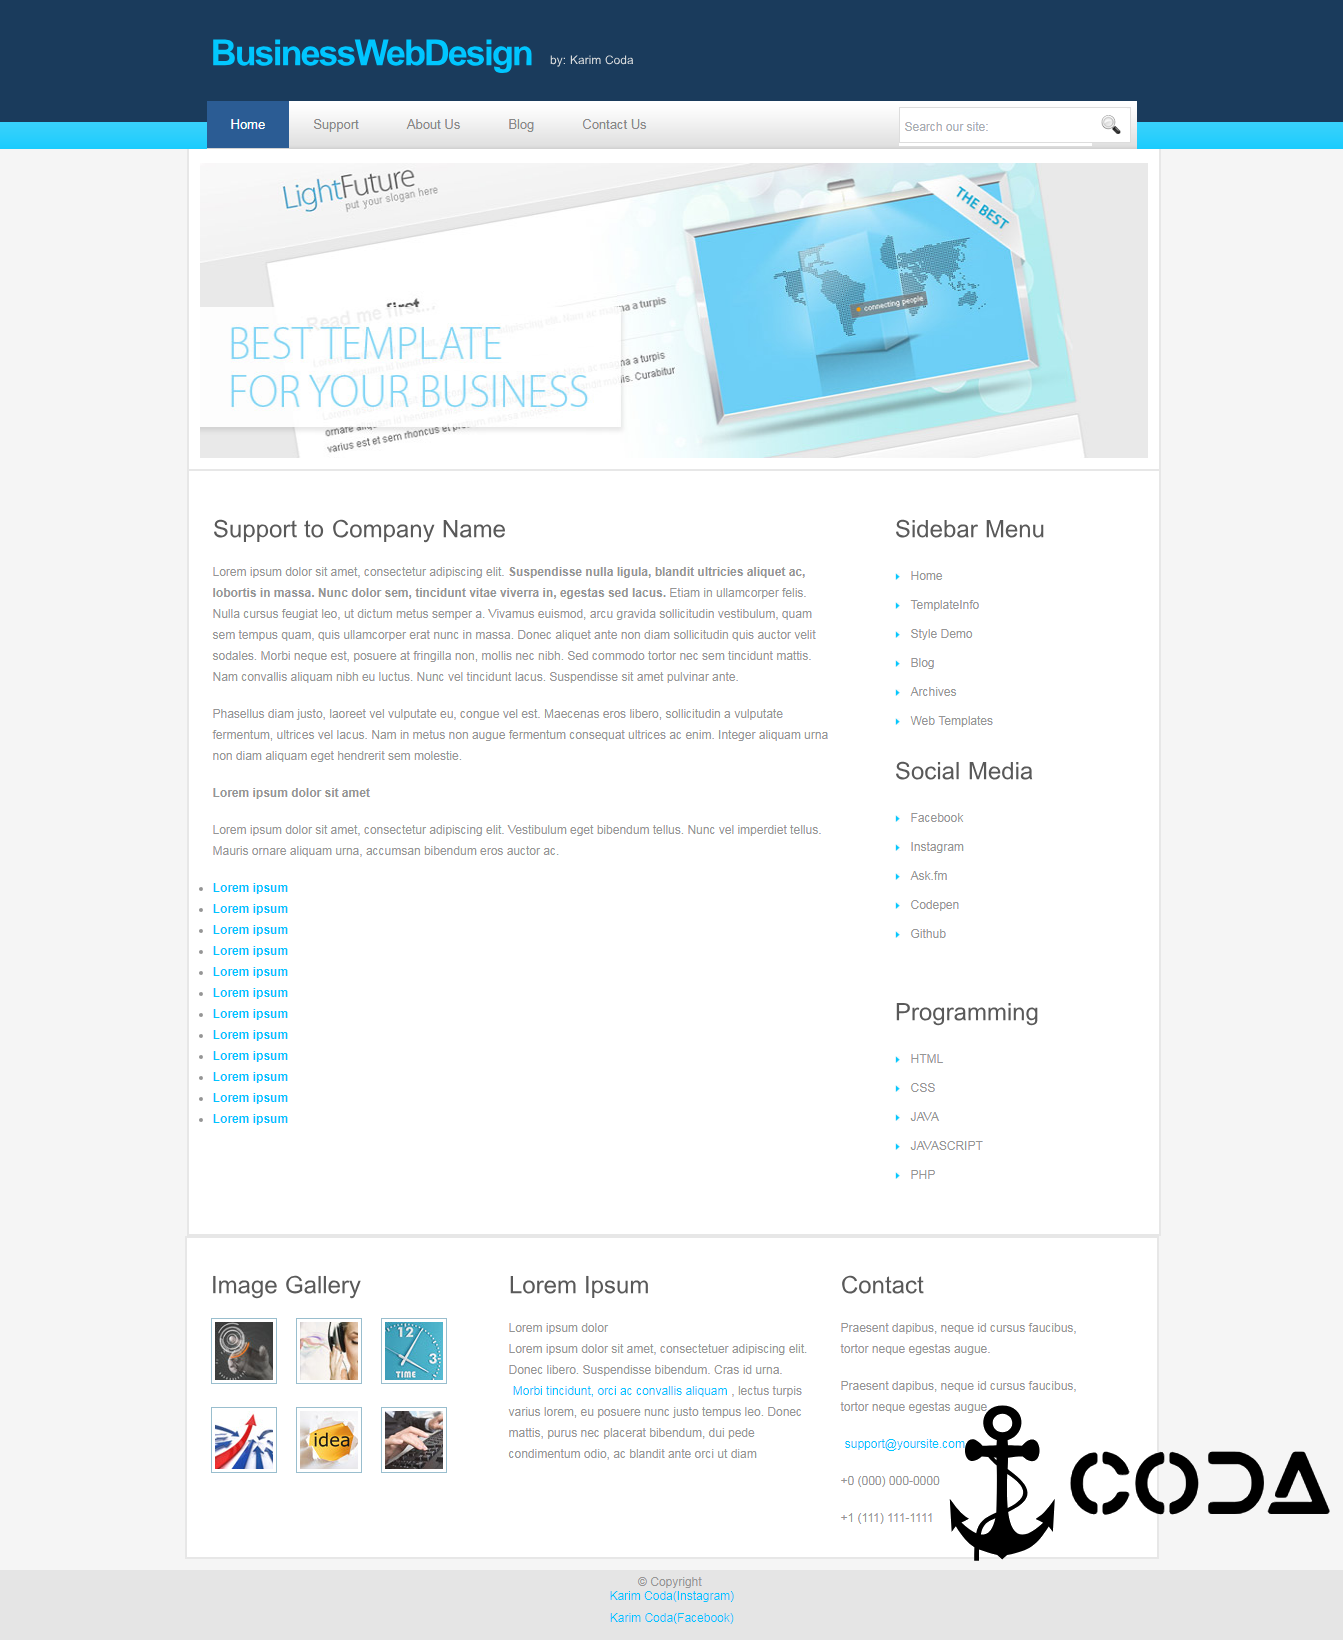 BusinessWebDesign by: Karim Coda
Home Support About Us Blog Contact Us Search our site:
LightFuture
put your slogan here
THE BEST
connecting people
Read me first...
BEST TEMPLATE
FOR YOUR BUSINESS
a turpis
a turpis
Curabitur
varius est et sem rhoncus et
Support to Company Name
Lorem ipsum dolor sit amet, consectetur adipiscing elit. Suspendisse nulla ligula, blandit ultricies aliquet ac,
lobortis in massa. Nunc dolor sem, tincidunt vitae viverra in, egestas sed lacus. Etiam in ullamcorper felis.
Nulla cursus feugiat leo, ut dictum metus semper a. Vivamus euismod, arcu gravida sollicitudin vestibulum, quam
sem tempus quam, quis ullamcorper erat nunc in massa. Donec aliquet ante non diam sollicitudin quis auctor velit
sodales. Morbi neque est, posuere at fringilla non, mollis nec nibh. Sed commodo tortor nec sem tincidunt mattis.
Nam convallis aliquam nibh eu luctus. Nunc vel tincidunt lacus. Suspendisse sit amet pulvinar ante.
Phasellus diam justo, laoreet vel vulputate eu, congue vel est. Maecenas eros libero, sollicitudin a vulputate
fermentum, ultrices vel lacus. Nam in metus non augue fermentum consequat ultrices ac enim. Integer aliquam urna
non diam aliquam eget hendrerit sem molestie.
Lorem ipsum dolor sit amet
Lorem ipsum dolor sit amet, consectetur adipiscing elit. Vestibulum eget bibendum tellus. Nunc vel imperdiet tellus.
Mauris ornare aliquam urna, accumsan bibendum eros auctor ac.
Lorem ipsum
Lorem ipsum
Lorem ipsum
Lorem ipsum
Lorem ipsum
Lorem ipsum
Lorem ipsum
Lorem ipsum
Lorem ipsum
Lorem ipsum
Lorem ipsum
Lorem ipsum
Sidebar Menu
Home
TemplateInfo
Style Demo
Blog
Archives
Web Templates
Social Media
Facebook
Instagram
Ask.fm
Codepen
Github
Programming
HTML
CSS
JAVA
JAVASCRIPT
PHP
Image Gallery
12
3
TIME
idea
Lorem Ipsum
Lorem ipsum dolor
Lorem ipsum dolor sit amet, consectetuer adipiscing elit.
Donec libero. Suspendisse bibendum. Cras id urna.
Morbi tincidunt, orci ac convallis aliquam , lectus turpis
varius lorem, eu posuere nunc justo tempus leo. Donec
mattis, purus nec placerat bibendum, dui pede
condimentum odio, ac blandit ante orci ut diam
Contact
Praesent dapibus, neque id cursus faucibus,
tortor neque egestas augue.
Praesent dapibus, neque id cursus faucibus,
tortor neque egestas augue.
support@yoursite.com
+0 (000) 000-0000
+1 (111) 111-1111
CODA
© Copyright
Karim Coda(Instagram)
Karim Coda(Facebook)